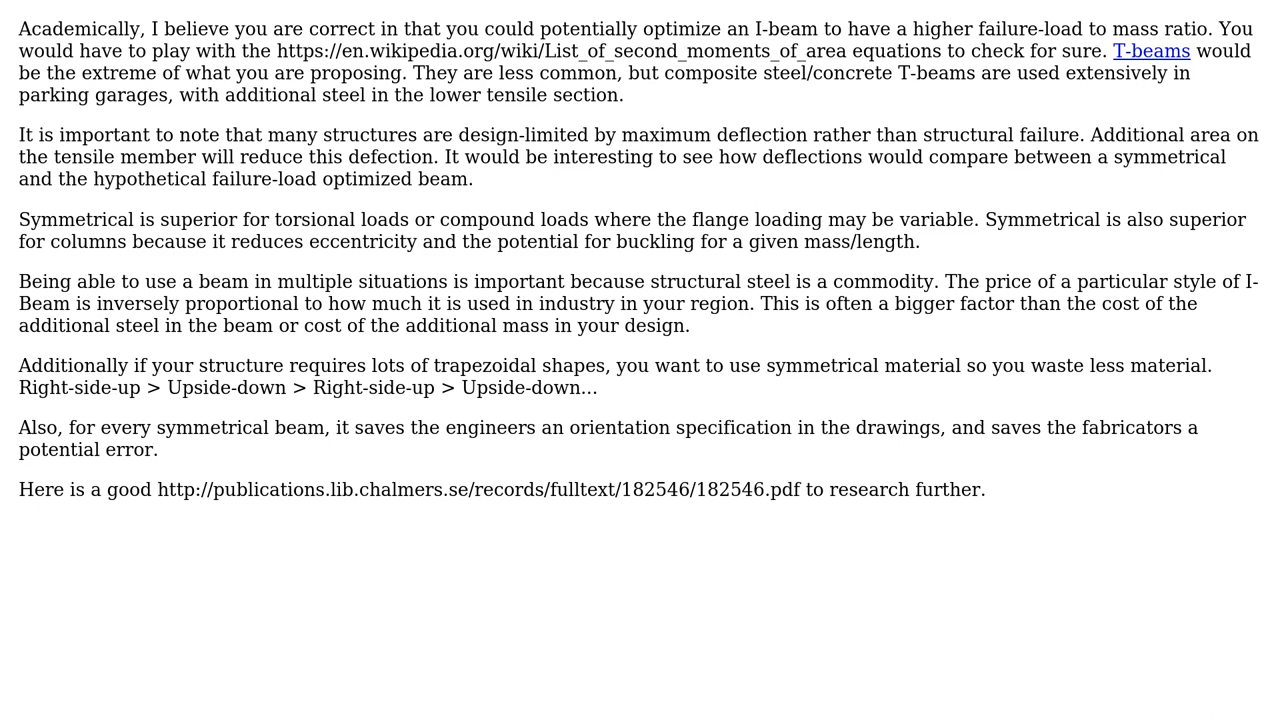 Academically, I believe you are correct in that you could potentially optimize an I-beam to have a higher failure-load to mass ratio. You
would have to play with the https://en.wikipedia.org/wiki/List_of_second_moments_of_area equations to check for sure. T-beams would
be the extreme of what you are proposing. They are less common, but composite steel/concrete T-beams are used extensively in
parking garages, with additional steel in the lower tensile section.
It is important to note that many structures are design-limited by maximum deflection rather than structural failure. Additional area on
the tensile member will reduce this defection. It would be interesting to see how deflections would compare between a symmetrical
and the hypothetical failure-load optimized beam.
Symmetrical is superior for torsional loads or compound loads where the flange loading may be variable. Symmetrical is also superior
for columns because it reduces eccentricity and the potential for buckling for a given mass/length.
Being able to use a beam in multiple situations is important because structural steel is a commodity. The price of a particular style of I-
Beam is inversely proportional to how much it is used in industry in your region. This is often a bigger factor than the cost of the
additional steel in the beam or cost of the additional mass in your design.
Additionally if your structure requires lots of trapezoidal shapes, you want to use symmetrical material so you waste less material.
Right-side-up > Upside-down > Right-side-up > Upside-down...
Also, for every symmetrical beam, it saves the engineers an orientation specification in the drawings, and saves the fabricators a
potential error.
Here is a good http://publications.lib.chalmers.se/records/fulltext/182546/182546.pdf to research further.